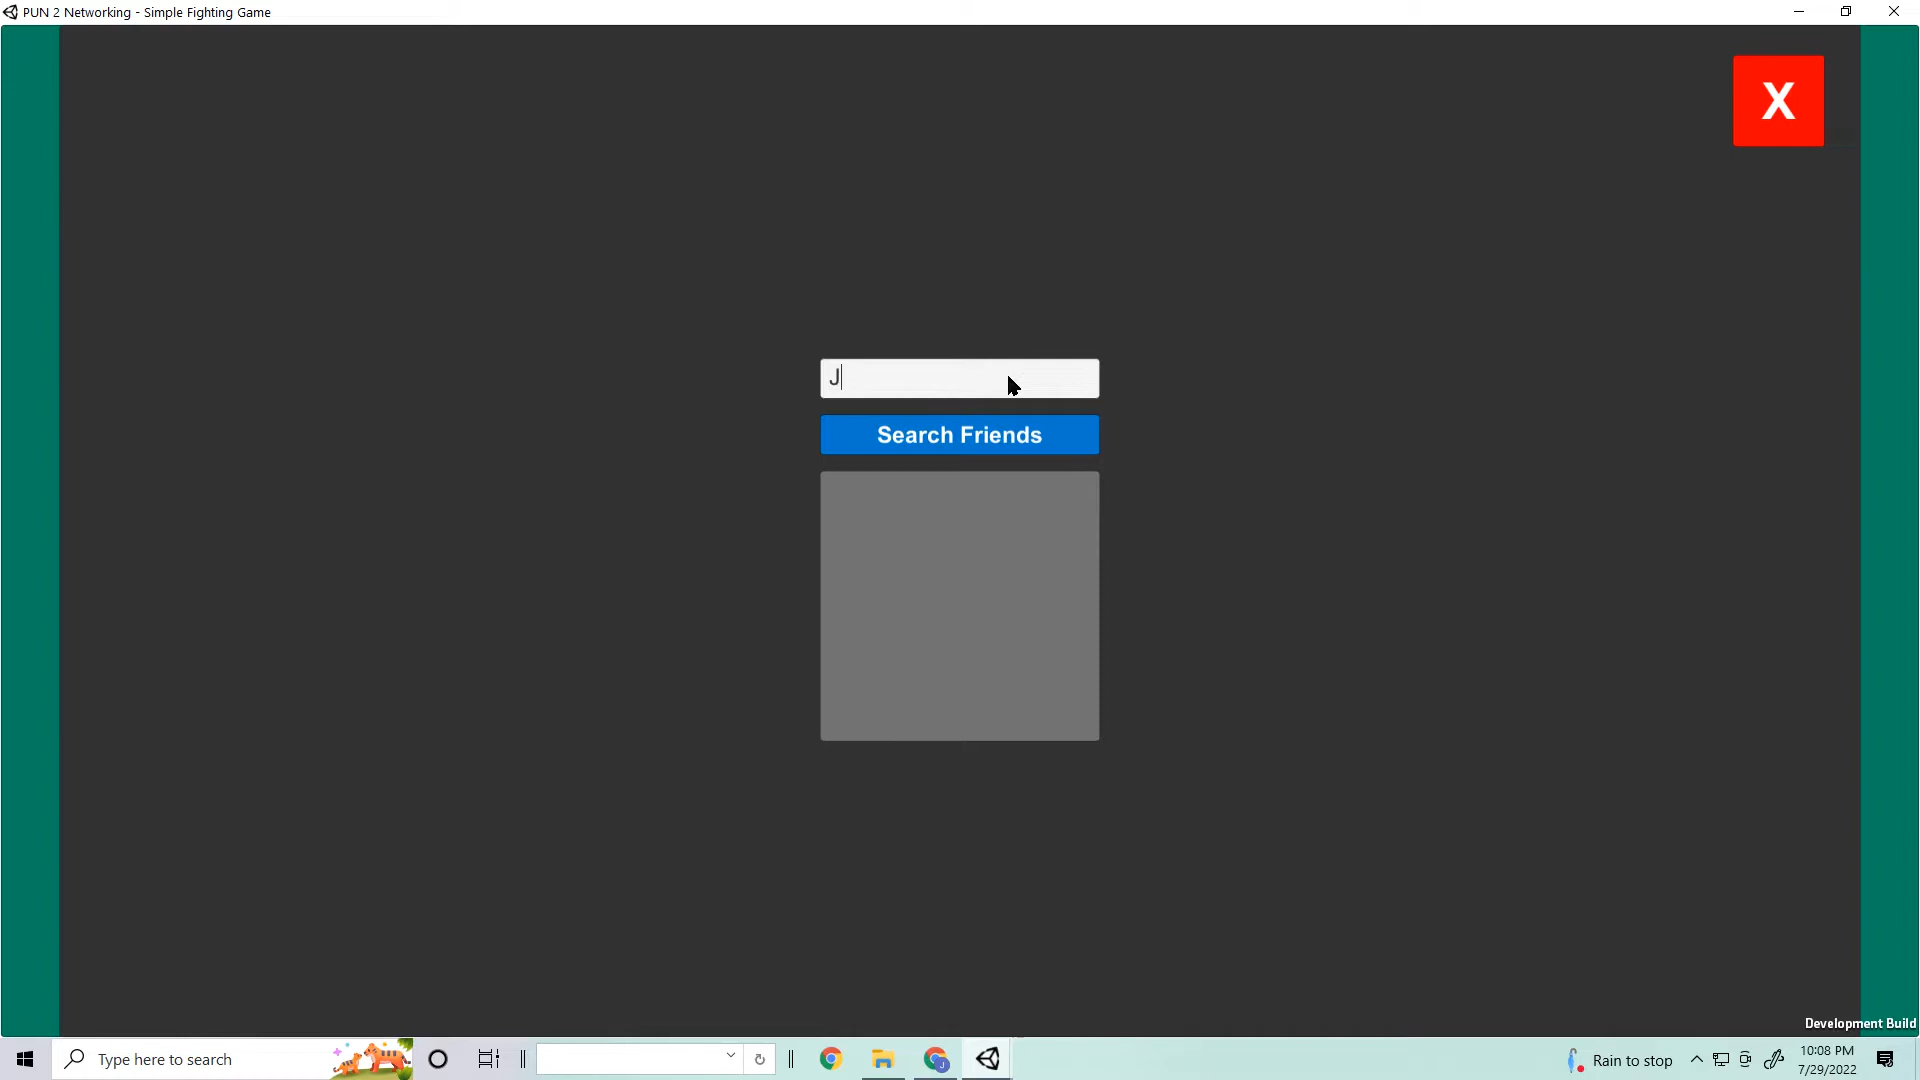 PUN 2 Networking - Simple Fighting Game
X
J
Search Friends
Development Build
Type here to search
Rain to stop
10:08 PM
7/29/2022